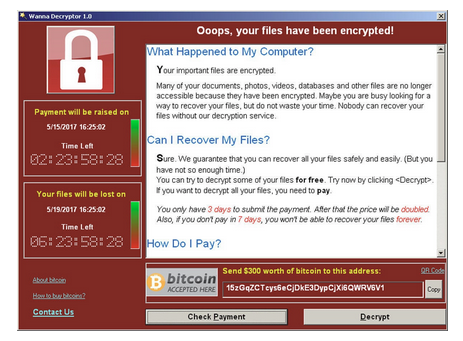 Wanna Decryptor 1.0
Ooops, your files have been encrypted!
What Happened to My Computer?
Your important files are encrypted.
Many of your documents, photos, videos, databases and other files are no longer
accessible because they have been encrypted. Maybe you are busy looking for a
way to recover your files, but do not waste your time. Nobody can recover your
files without our decryption service.
Can I Recover My Files?
Sure. We guarantee that you can recover all your files safely and easily. (But you
have not so enough time.)
You can try to decrypt some of your files for free. Try now by clicking <Decrypt>.
If you want to decrypt all your files, you need to pay.
You only have 3 days to submit the payment. After that the price will be doubled.
Also, if you don't pay in 7 days, you won't be able to recover your files forever.
How Do I Pay?
Payment will be raised on
5/15/2017 16:25:02
Time Left
02:23:58:28
Your files will be lost on
5/19/2017 16:25:02
Time Left
06:23:58:28
About bitcoin
How to buy bitcoins?
Contact Us
B bitcoin
ACCEPTED HERE
Send $300 worth of bitcoin to this address:
QR Code
15zGqZCTcys6eCjDkE3DypCjXi6QWRV6V1
Copy
Check Payment
Decrypt